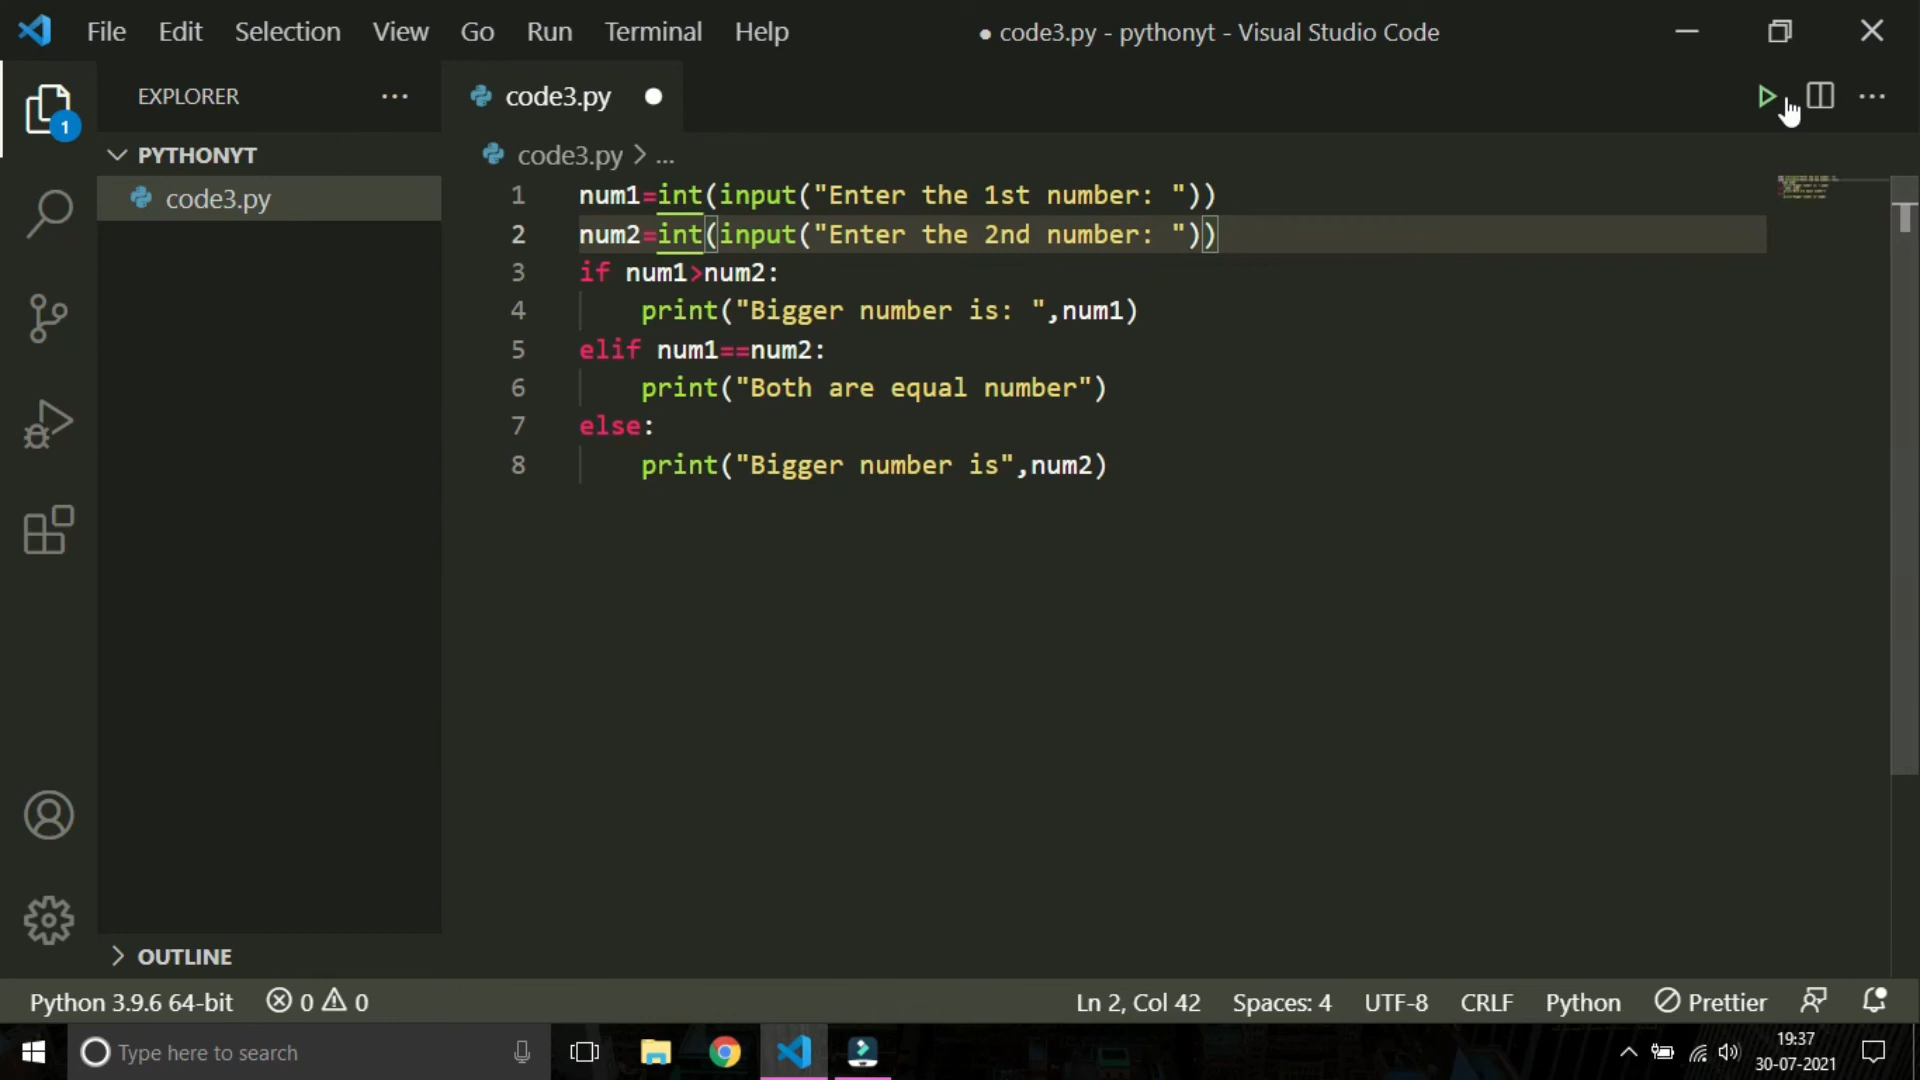 File Edit Selection View Go Run Terminal Help ● code3.py - pythonyt - Visual Studio Code
EXPLORER ···
code3.py ●
1
PYTHONYT
code3.py > ...
code3.py
1 num1=int(input("Enter the 1st number: "))
2 num2=int(input("Enter the 2nd number: "))
3 if num1>num2:
4 print("Bigger number is: ",num1)
5 elif num1==num2:
6 print("Both are equal number")
7 else:
8 print("Bigger number is",num2)
OUTLINE
Python 3.9.6 64-bit 0 0 Ln 2, Col 42 Spaces: 4 UTF-8 CRLF Python Prettier
Type here to search
19:37
30-07-2021